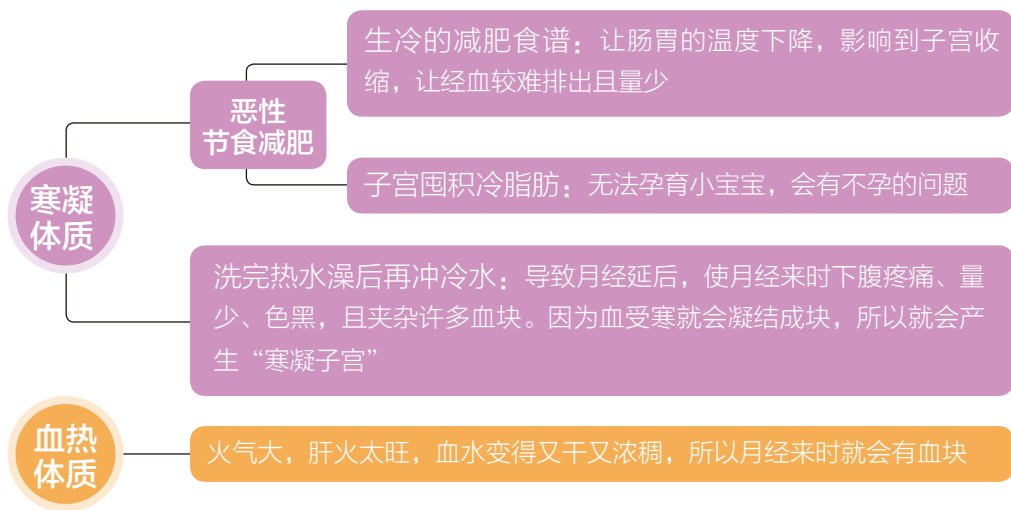 生冷的减肥食谱：让肠胃的温度下降，影响到子宫收
缩，让经血较难排出且量少
恶性
节食减肥
子宫囤积冷脂肪：无法孕育小宝宝，会有不孕的问题
寒凝
体质
洗完热水澡后再冲冷水：导致月经延后，使月经来时下腹疼痛、量
少、色黑，且夹杂许多血块。因为血受寒就会凝结成块，所以就会产
生“寒凝子宫”
血热
体质
火气大，肝火太旺，血水变得又干又浓稠，所以月经来时就会有血块